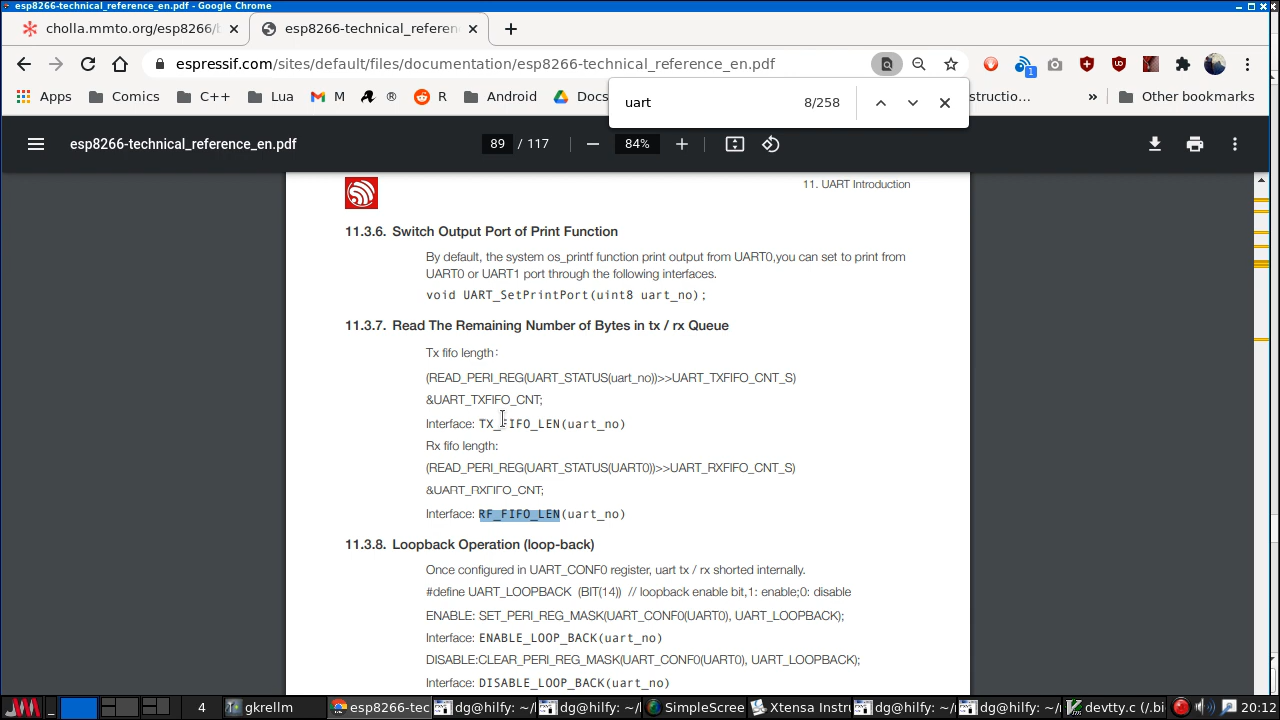 esp8266-technical_reference_en.pdf - Google Chrome
cholla.mmto.org/esp8266/
esp8266-technical_referen
espressif.com/sites/default/files/documentation/esp8266-technical_reference_en.pdf
1
Apps
Comics
C++
Lua
M
®
R
Android
Docs
structio...
»
Other bookmarks
uart
8/258
esp8266-technical_reference_en.pdf
89 / 117
84%
11. UART Introduction
11.3.6. Switch Output Port of Print Function
By default, the system os_printf function print output from UART0,you can set to print from
UART0 or UART1 port through the following interfaces.
void UART_SetPrintPort(uint8 uart_no);
11.3.7. Read The Remaining Number of Bytes in tx / rx Queue
Tx fifo length:
(READ_PERI_REG(UART_STATUS(uart_no))>>UART_TXFIFO_CNT_S)
&UART_TXFIFO_CNT;
Interface: TX_FIFO_LEN(uart_no)
Rx fifo length:
(READ_PERI_REG(UART_STATUS(UART0))>>UART_RXFIFO_CNT_S)
&UART_RXFIFO_CNT;
Interface: RF_FIFO_LEN(uart_no)
11.3.8. Loopback Operation (loop-back)
Once configured in UART_CONF0 register, uart tx / rx shorted internally.
#define UART_LOOPBACK (BIT(14)) // loopback enable bit,1: enable;0: disable
ENABLE: SET_PERI_REG_MASK(UART_CONF0(UART0), UART_LOOPBACK);
Interface: ENABLE_LOOP_BACK(uart_no)
DISABLE:CLEAR_PERI_REG_MASK(UART_CONF0(UART0), UART_LOOPBACK);
Interface: DISABLE_LOOP_BACK(uart_no)
4
gkrellm
esp8266-tec
dg@hilfy: ~/
dg@hilfy: ~/
SimpleScree
Xtensa Instru
dg@hilfy: ~/
dg@hilfy: ~/
devtty.c (/.bi
20:12